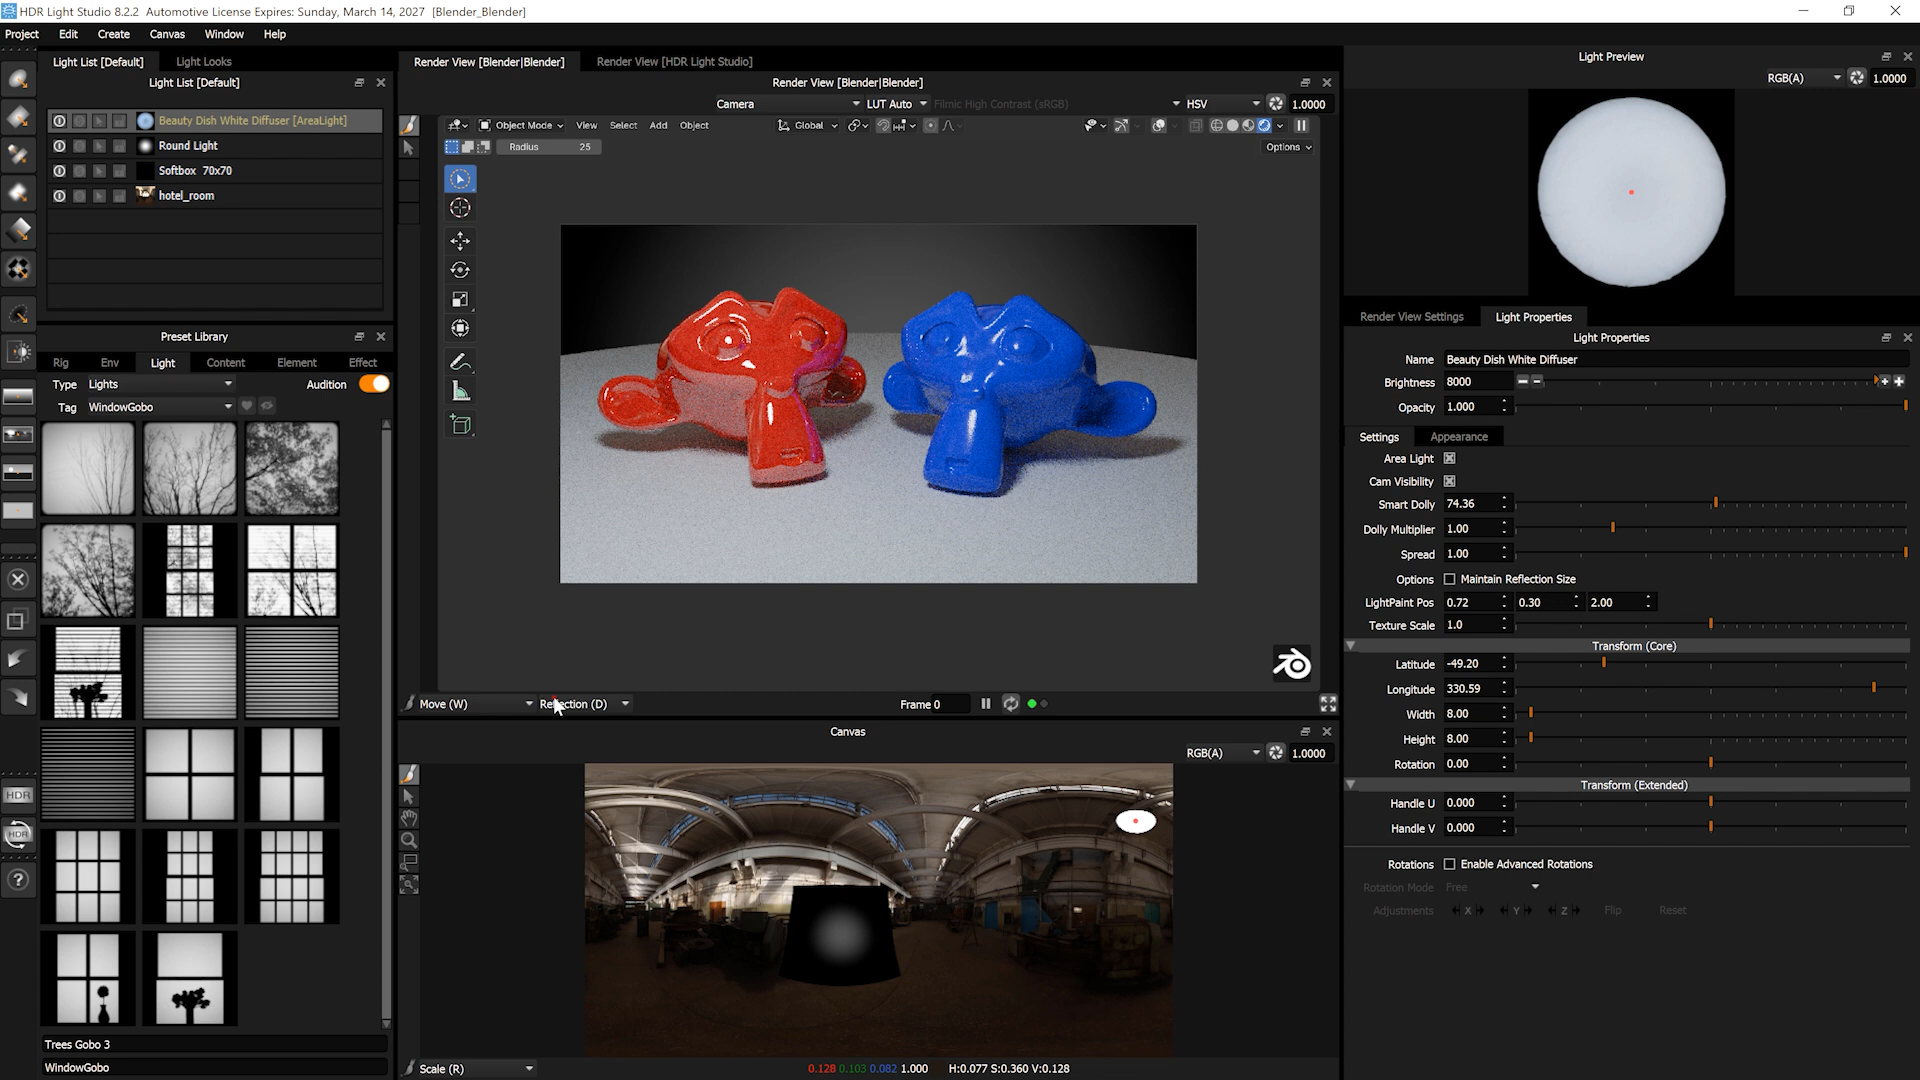 HDR Light Studio 8.2.2  Automotive License Expires: Sunday, March 14, 2027  [Blender_Blender]
Project Edit Create Canvas Window Help
Light List [Default] Light Looks
Light List [Default]
Beauty Dish White Diffuser [AreaLight]
Round Light
Softbox  70x70
hotel_room
Preset Library
Rig Env Light Content Element Effect
Type Lights Audition
Tag WindowGobo
Trees Gobo 3
WindowGobo
Render View [Blender|Blender] Render View [HDR Light Studio]
Render View [Blender|Blender]
Camera LUT Auto Filmic High Contrast (sRGB) HSV 1.0000
Object Mode View Select Add Object Global
Radius 25 Options
Move (W) Reflection (D) Frame 0
Canvas
RGB(A) 1.0000
Scale (R) 0.128 0.103 0.082 1.000 H:0.077 S:0.360 V:0.128
Light Preview
RGB(A) 1.0000
Render View Settings Light Properties
Light Properties
Name Beauty Dish White Diffuser
Brightness 8000
Opacity 1.000
Settings Appearance
Area Light
Cam Visibility
Smart Dolly 74.36
Dolly Multiplier 1.00
Spread 1.00
Options Maintain Reflection Size
LightPaint Pos 0.72 0.30 2.00
Texture Scale 1.0
Transform (Core)
Latitude -49.20
Longitude 330.59
Width 8.00
Height 8.00
Rotation 0.00
Transform (Extended)
Handle U 0.000
Handle V 0.000
Rotations Enable Advanced Rotations
Rotation Mode Free
Adjustments X Y Z Flip Reset
HDR
HDR